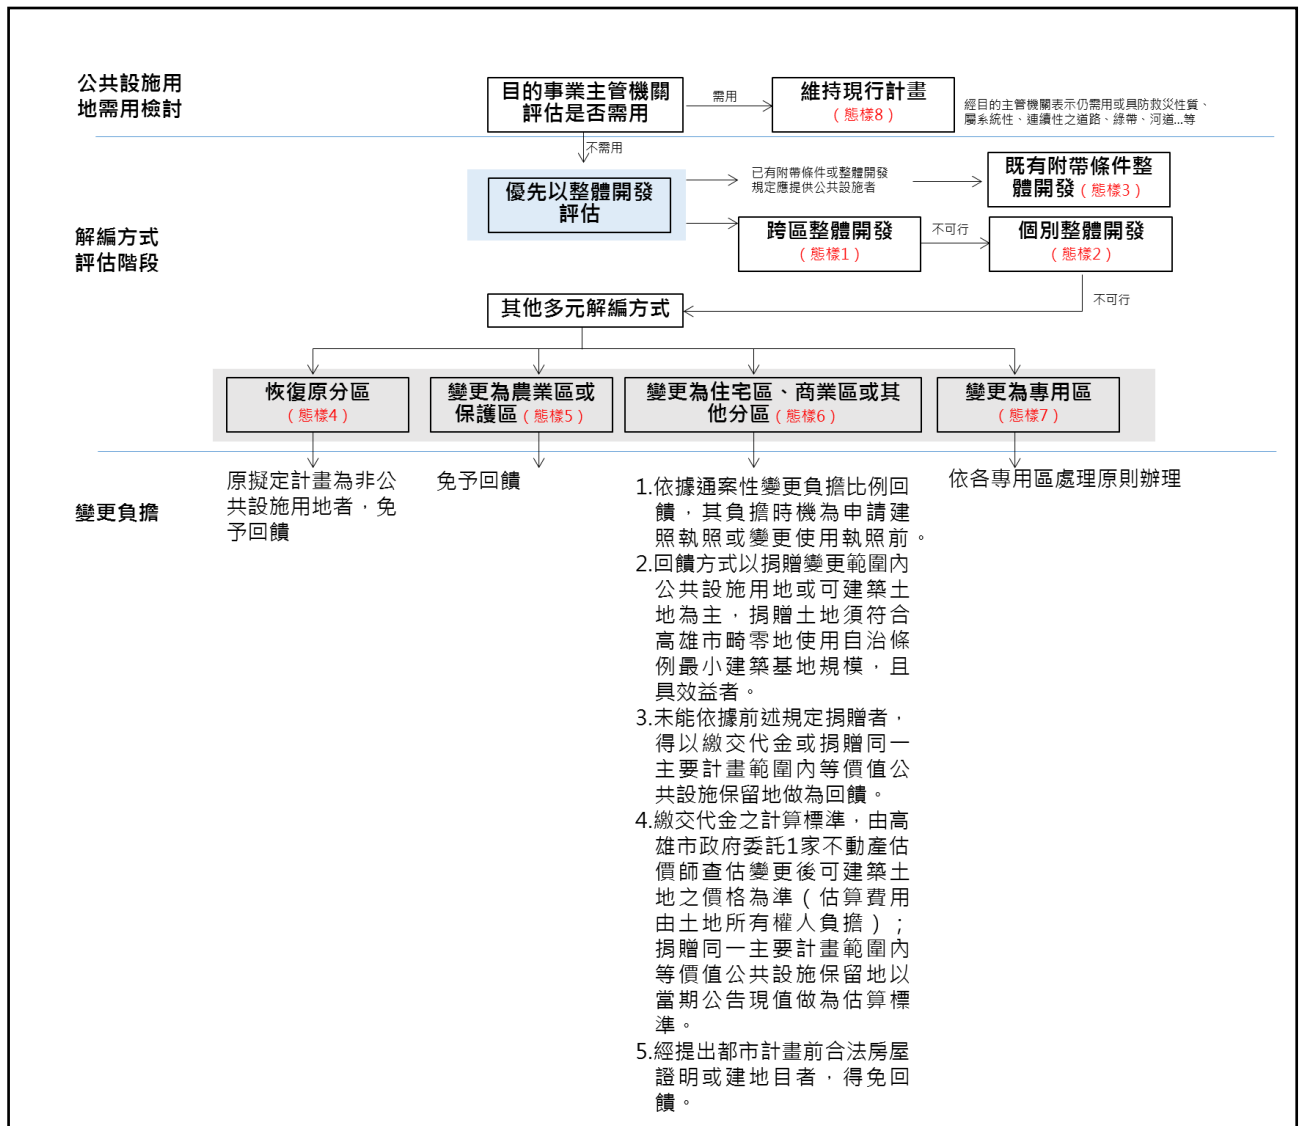 公共設施用
地需用檢討
目的事業主管機關
評估是否需用
需用
維持現行計畫
(態樣8)
經目的主管機關表示仍需用或具防救災性質、
屬系統性、連續性之道路、綠帶、河道...等
不需用
解編方式
評估階段
優先以整體開發
評估
已有附帶條件或整體開發
規定應提供公共設施者
既有附帶條件整
體開發(態樣3)
跨區整體開發
(態樣1)
不可行
個別整體開發
(態樣2)
不可行
其他多元解編方式
恢復原分區
(態樣4)
變更為農業區或
保護區(態樣5)
變更為住宅區、商業區或其
他分區(態樣6)
變更為專用區
(態樣7)
變更負擔
原擬定計畫為非公
共設施用地者,免
予回饋
免予回饋
1.依據通案性變更負擔比例回
饋,其負擔時機為申請建
照執照或變更使用執照前。
2.回饋方式以捐贈變更範圍內
公共設施用地或可建築土
地為主,捐贈土地須符合
高雄市畸零地使用自治條
例最小建築基地規模,且
具效益者。
3.未能依據前述規定捐贈者,
得以繳交代金或捐贈同一
主要計畫範圍內等價值公
共設施保留地做為回饋。
4.繳交代金之計算標準,由高
雄市政府委託1家不動產估
價師查估變更後可建築土
地之價格為準(估算費用
由土地所有權人負擔);
捐贈同一主要計畫範圍內
等價值公共設施保留地以
當期公告現值做為估算標
準。
5.經提出都市計畫前合法房屋
證明或建地目者,得免回
饋。
依各專用區處理原則辦理